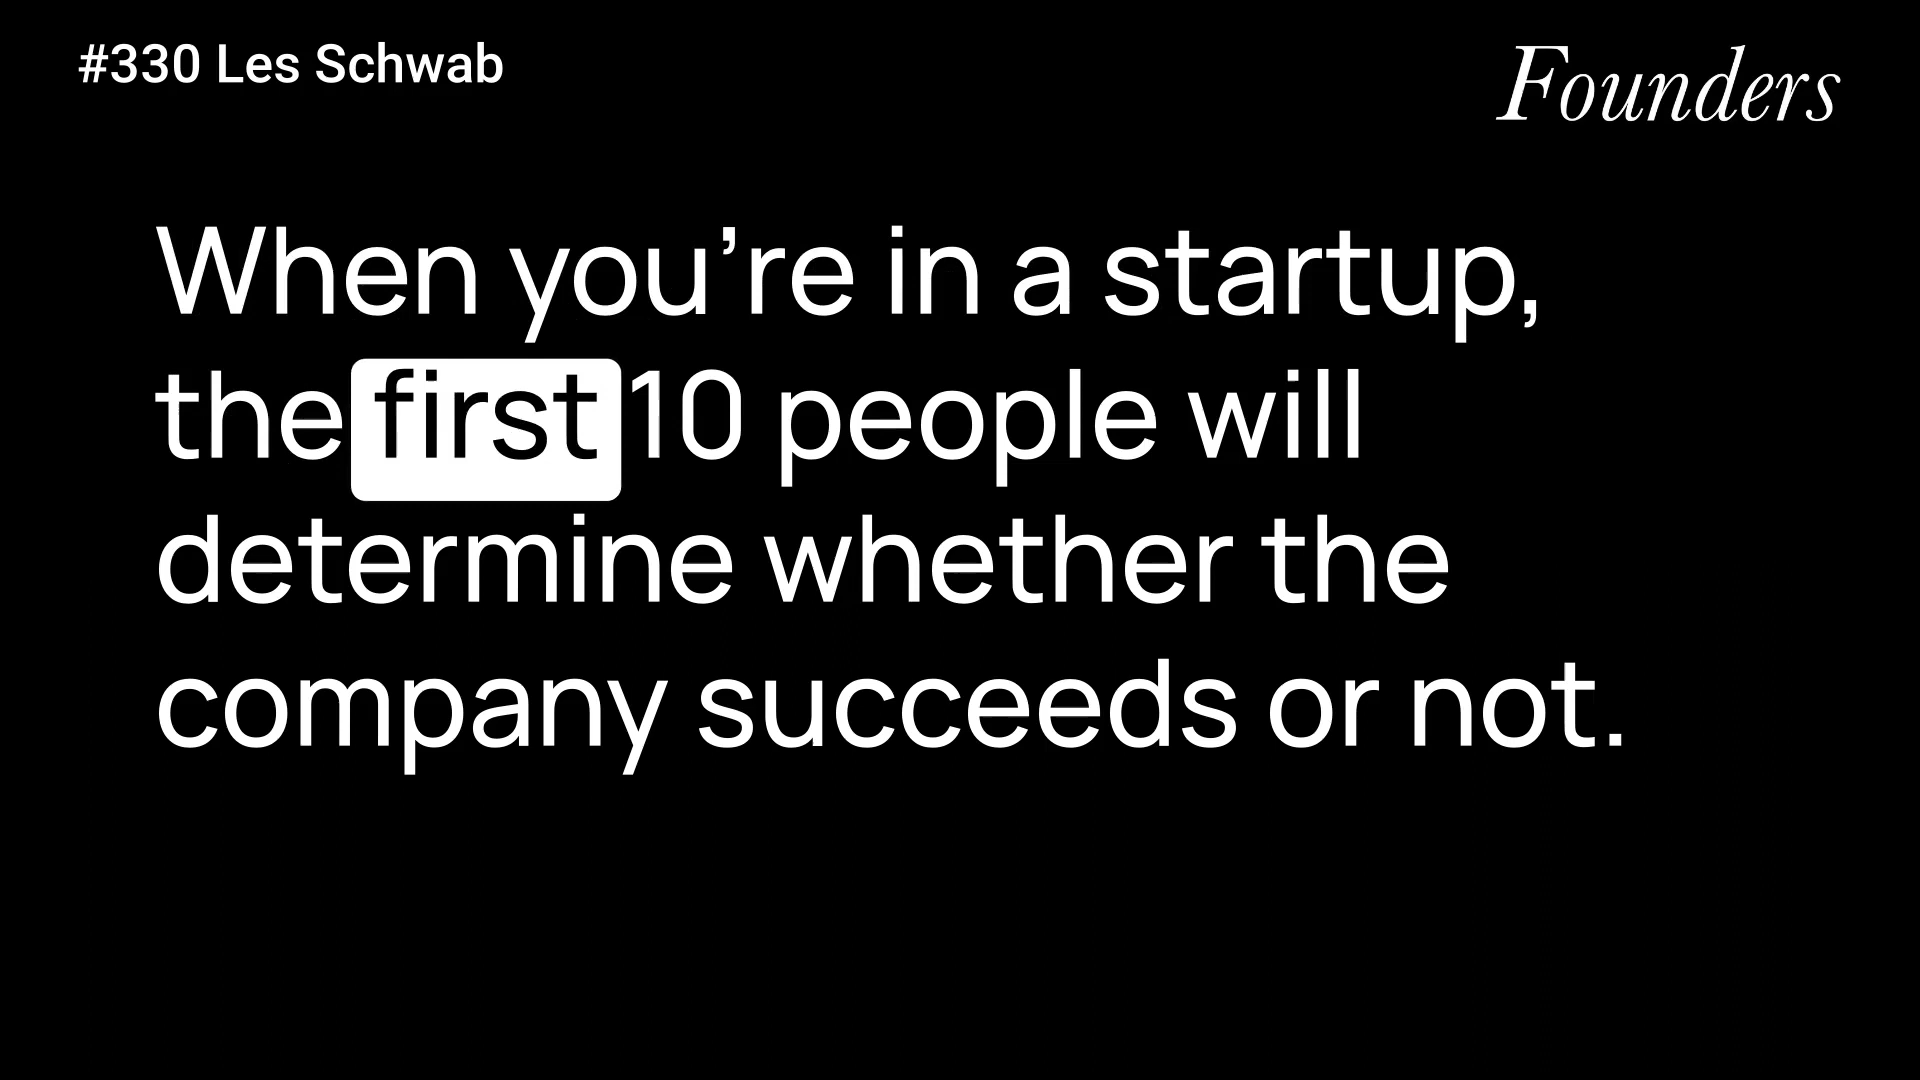 #330 Les Schwab
Founders
When you’re in a startup,
the first 10 people will
determine whether the
company succeeds or not.